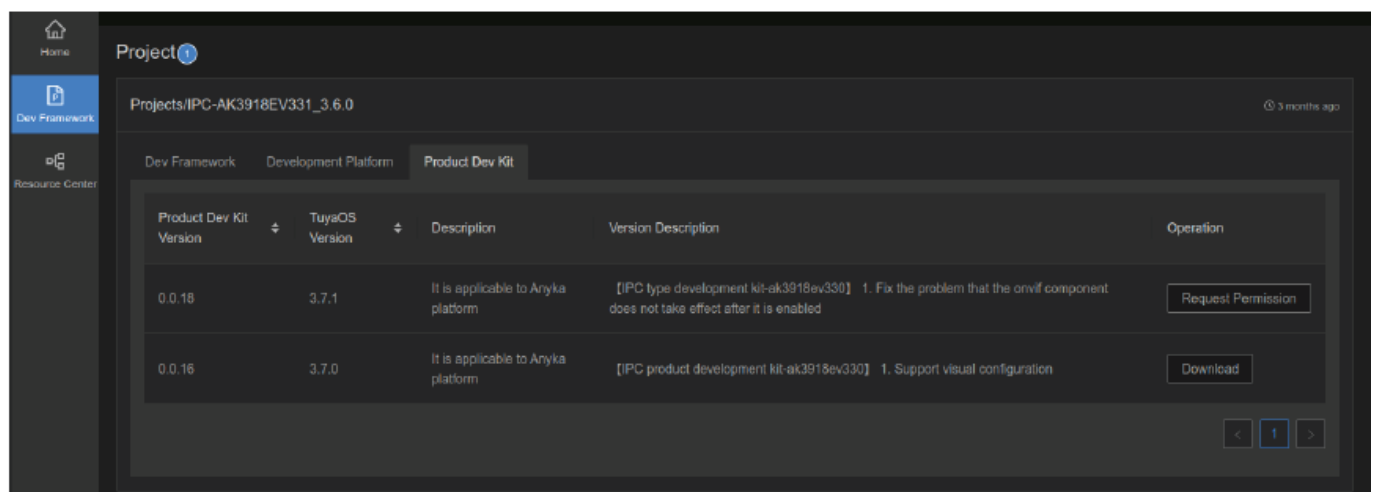 Home
Project 1
Dev Framework
Projects/IPC-AK3918EV331_3.6.0
3 months ago
Resource Center
Dev Framework Development Platform Product Dev Kit
Product Dev Kit
Version
TuyaOS
Version
Description
Version Description
Operation
0.0.18
3.7.1
It is applicable to Anyka
platform
【IPC type development kit-ak3918ev330】 1. Fix the problem that the onvif component
does not take effect after it is enabled
Request Permission
0.0.16
3.7.0
It is applicable to Anyka
platform
【IPC product development kit-ak3918ev330】 1. Support visual configuration
Download
< 1 >